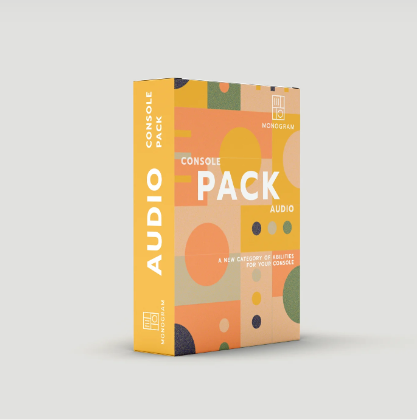 CONSOLE
PACK
AUDIO
MONOGRAM
MONOGRAM
CONSOLE
PACK
AUDIO
A NEW CATEGORY OF ABILITIES
FOR YOUR CONSOLE